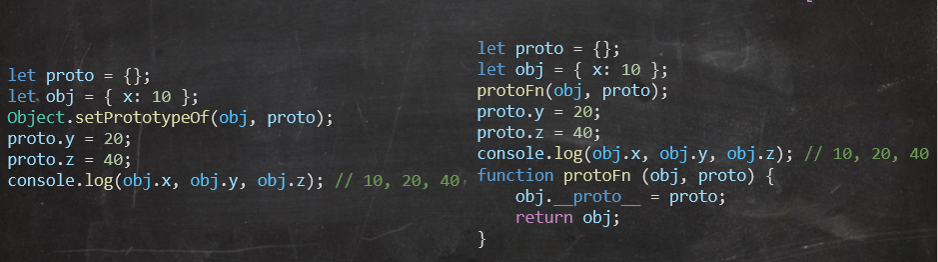 let proto = {};
let obj = { x: 10 };
Object.setPrototypeOf(obj, proto);
proto.y = 20;
proto.z = 40;
console.log(obj.x, obj.y, obj.z); // 10, 20, 40
let proto = {};
let obj = { x: 10 };
protoFn(obj, proto);
proto.y = 20;
proto.z = 40;
console.log(obj.x, obj.y, obj.z); // 10, 20, 40
function protoFn (obj, proto) {
    obj.__proto__ = proto;
    return obj;
}